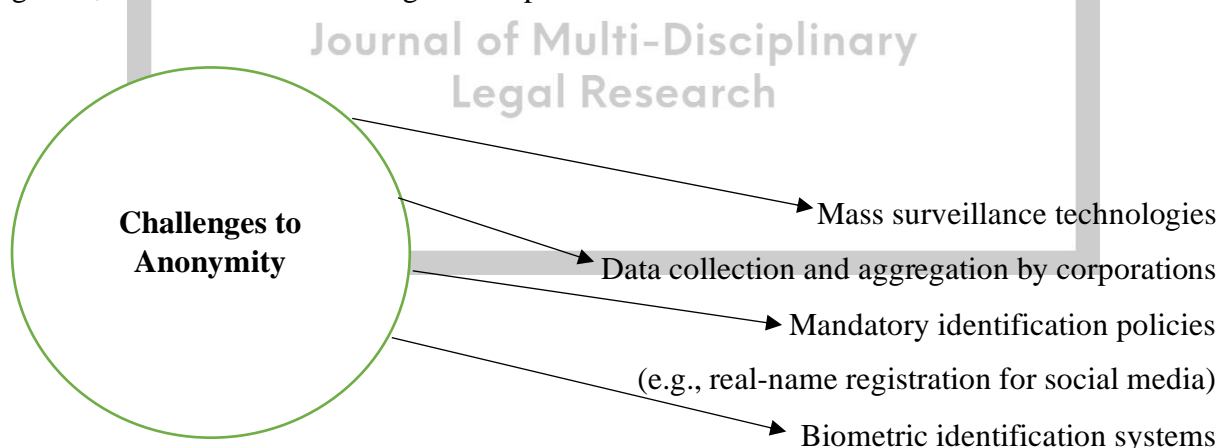 Journal of Multi-Disciplinary
Legal Research
Challenges to
Anonymity
Mass surveillance technologies
Data collection and aggregation by corporations
Mandatory identification policies
(e.g., real-name registration for social media)
Biometric identification systems